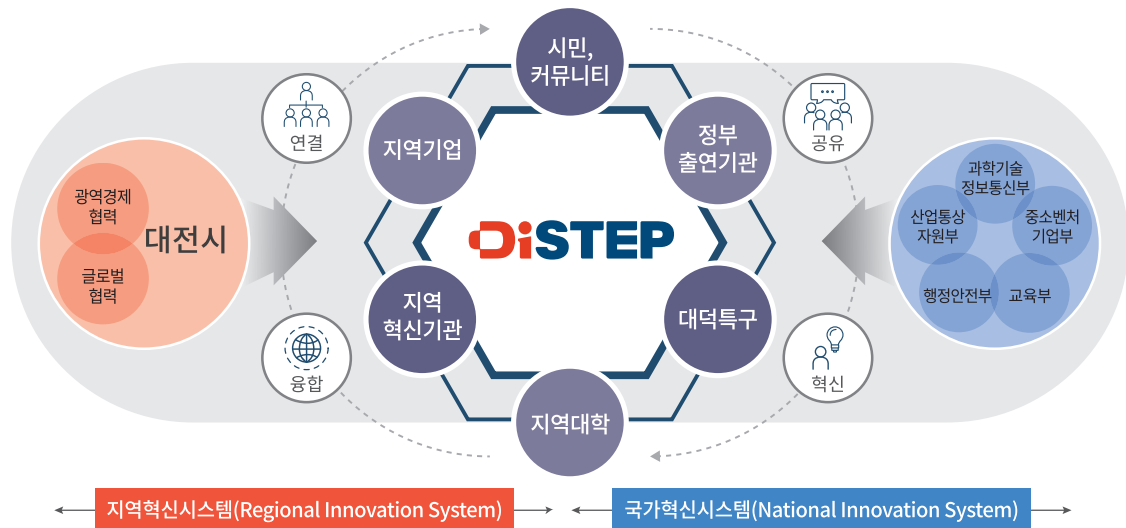 시민,
커뮤니티
연결
지역기업
정부
출연기관
공유
광역경제
협력
대전시
글로벌
협력
DiSTEP
과학기술
정보통신부
산업통상
자원부
중소벤처
기업부
행정안전부
교육부
지역
혁신기관
대덕특구
융합
혁신
지역대학
지역혁신시스템(Regional Innovation System)
국가혁신시스템(National Innovation System)